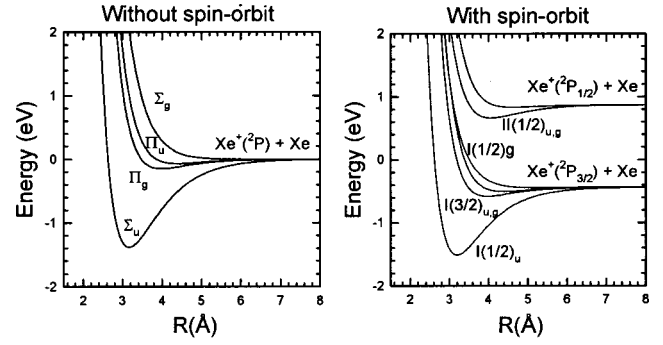 Without spin-orbit
Energy (eV)
2
1
0
-1
-2
Σg
Πu
Xe+(2P) + Xe
Πg
Σu
2 3 4 5 6 7 8
R(Å)
With spin-orbit
Energy (eV)
2
1
0
-1
-2
Xe+(2P1/2) + Xe
II(1/2)u,g
I(1/2)g
Xe+(2P3/2) + Xe
I(3/2)u,g
I(1/2)u
2 3 4 5 6 7 8
R(Å)